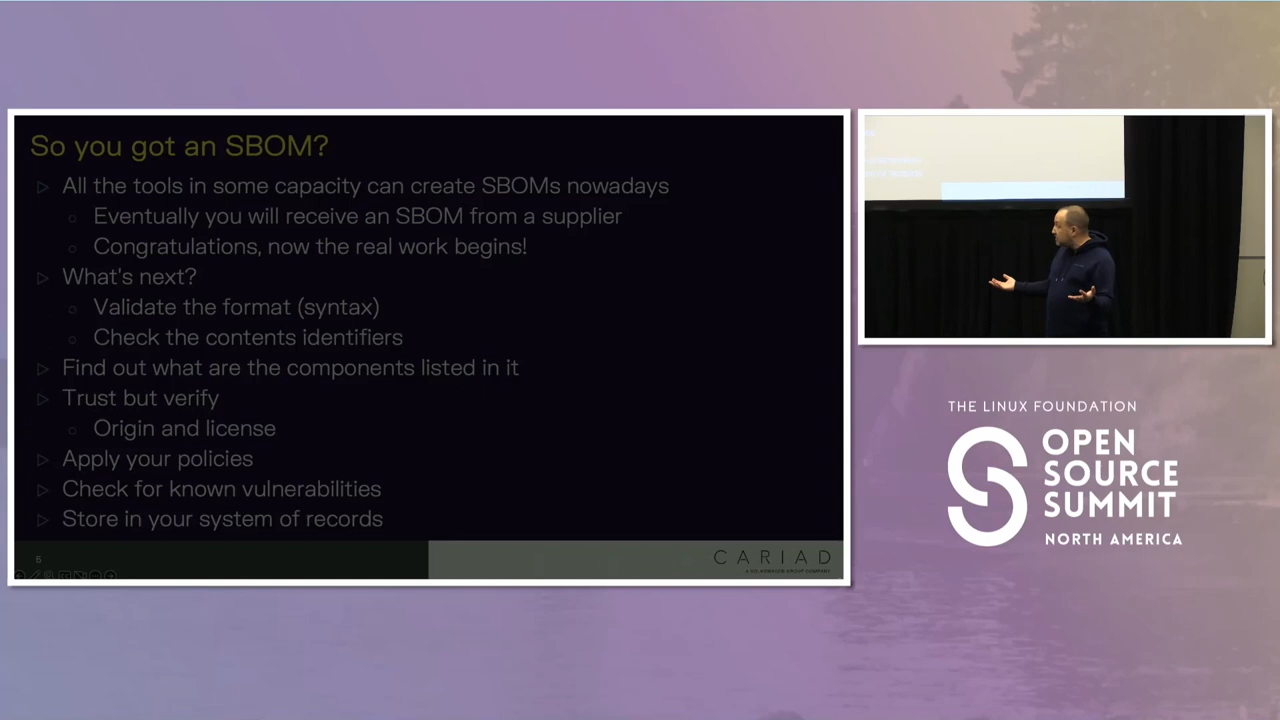 So you got an SBOM?
All the tools in some capacity can create SBOMs nowadays
Eventually you will receive an SBOM from a supplier
Congratulations, now the real work begins!
What's next?
Validate the format (syntax)
Check the contents identifiers
Find out what are the components listed in it
Trust but verify
Origin and license
Apply your policies
Check for known vulnerabilities
Store in your system of records
CARIAD
A VOLKSWAGEN GROUP COMPANY
THE LINUX FOUNDATION
OPEN
SOURCE
SUMMIT
NORTH AMERICA